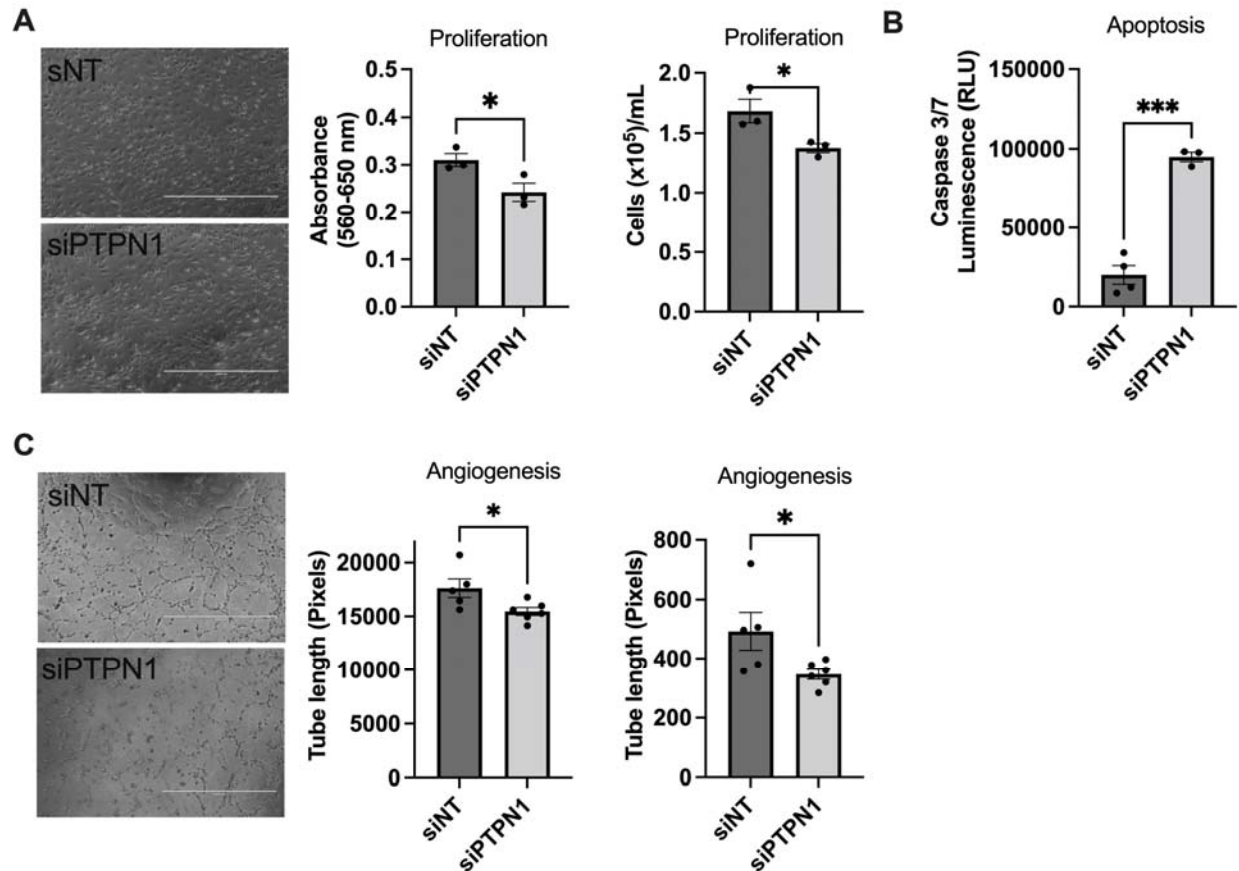 A
sNT
siPTPN1
Proliferation
Absorbance
(560-650 nm)
0.5
0.4
0.3
0.2
0.1
0.0
*
siNT
siPTPN1
Proliferation
Cells (x10⁵)/mL
2.0
1.5
1.0
0.5
0.0
*
siNT
siPTPN1
B
Apoptosis
Caspase 3/7
Luminescence (RLU)
150000
100000
50000
0
***
siNT
siPTPN1
C
siNT
siPTPN1
Angiogenesis
Tube length (Pixels)
20000
15000
10000
5000
0
*
siNT
siPTPN1
Angiogenesis
Tube length (Pixels)
800
600
400
200
0
*
siNT
siPTPN1